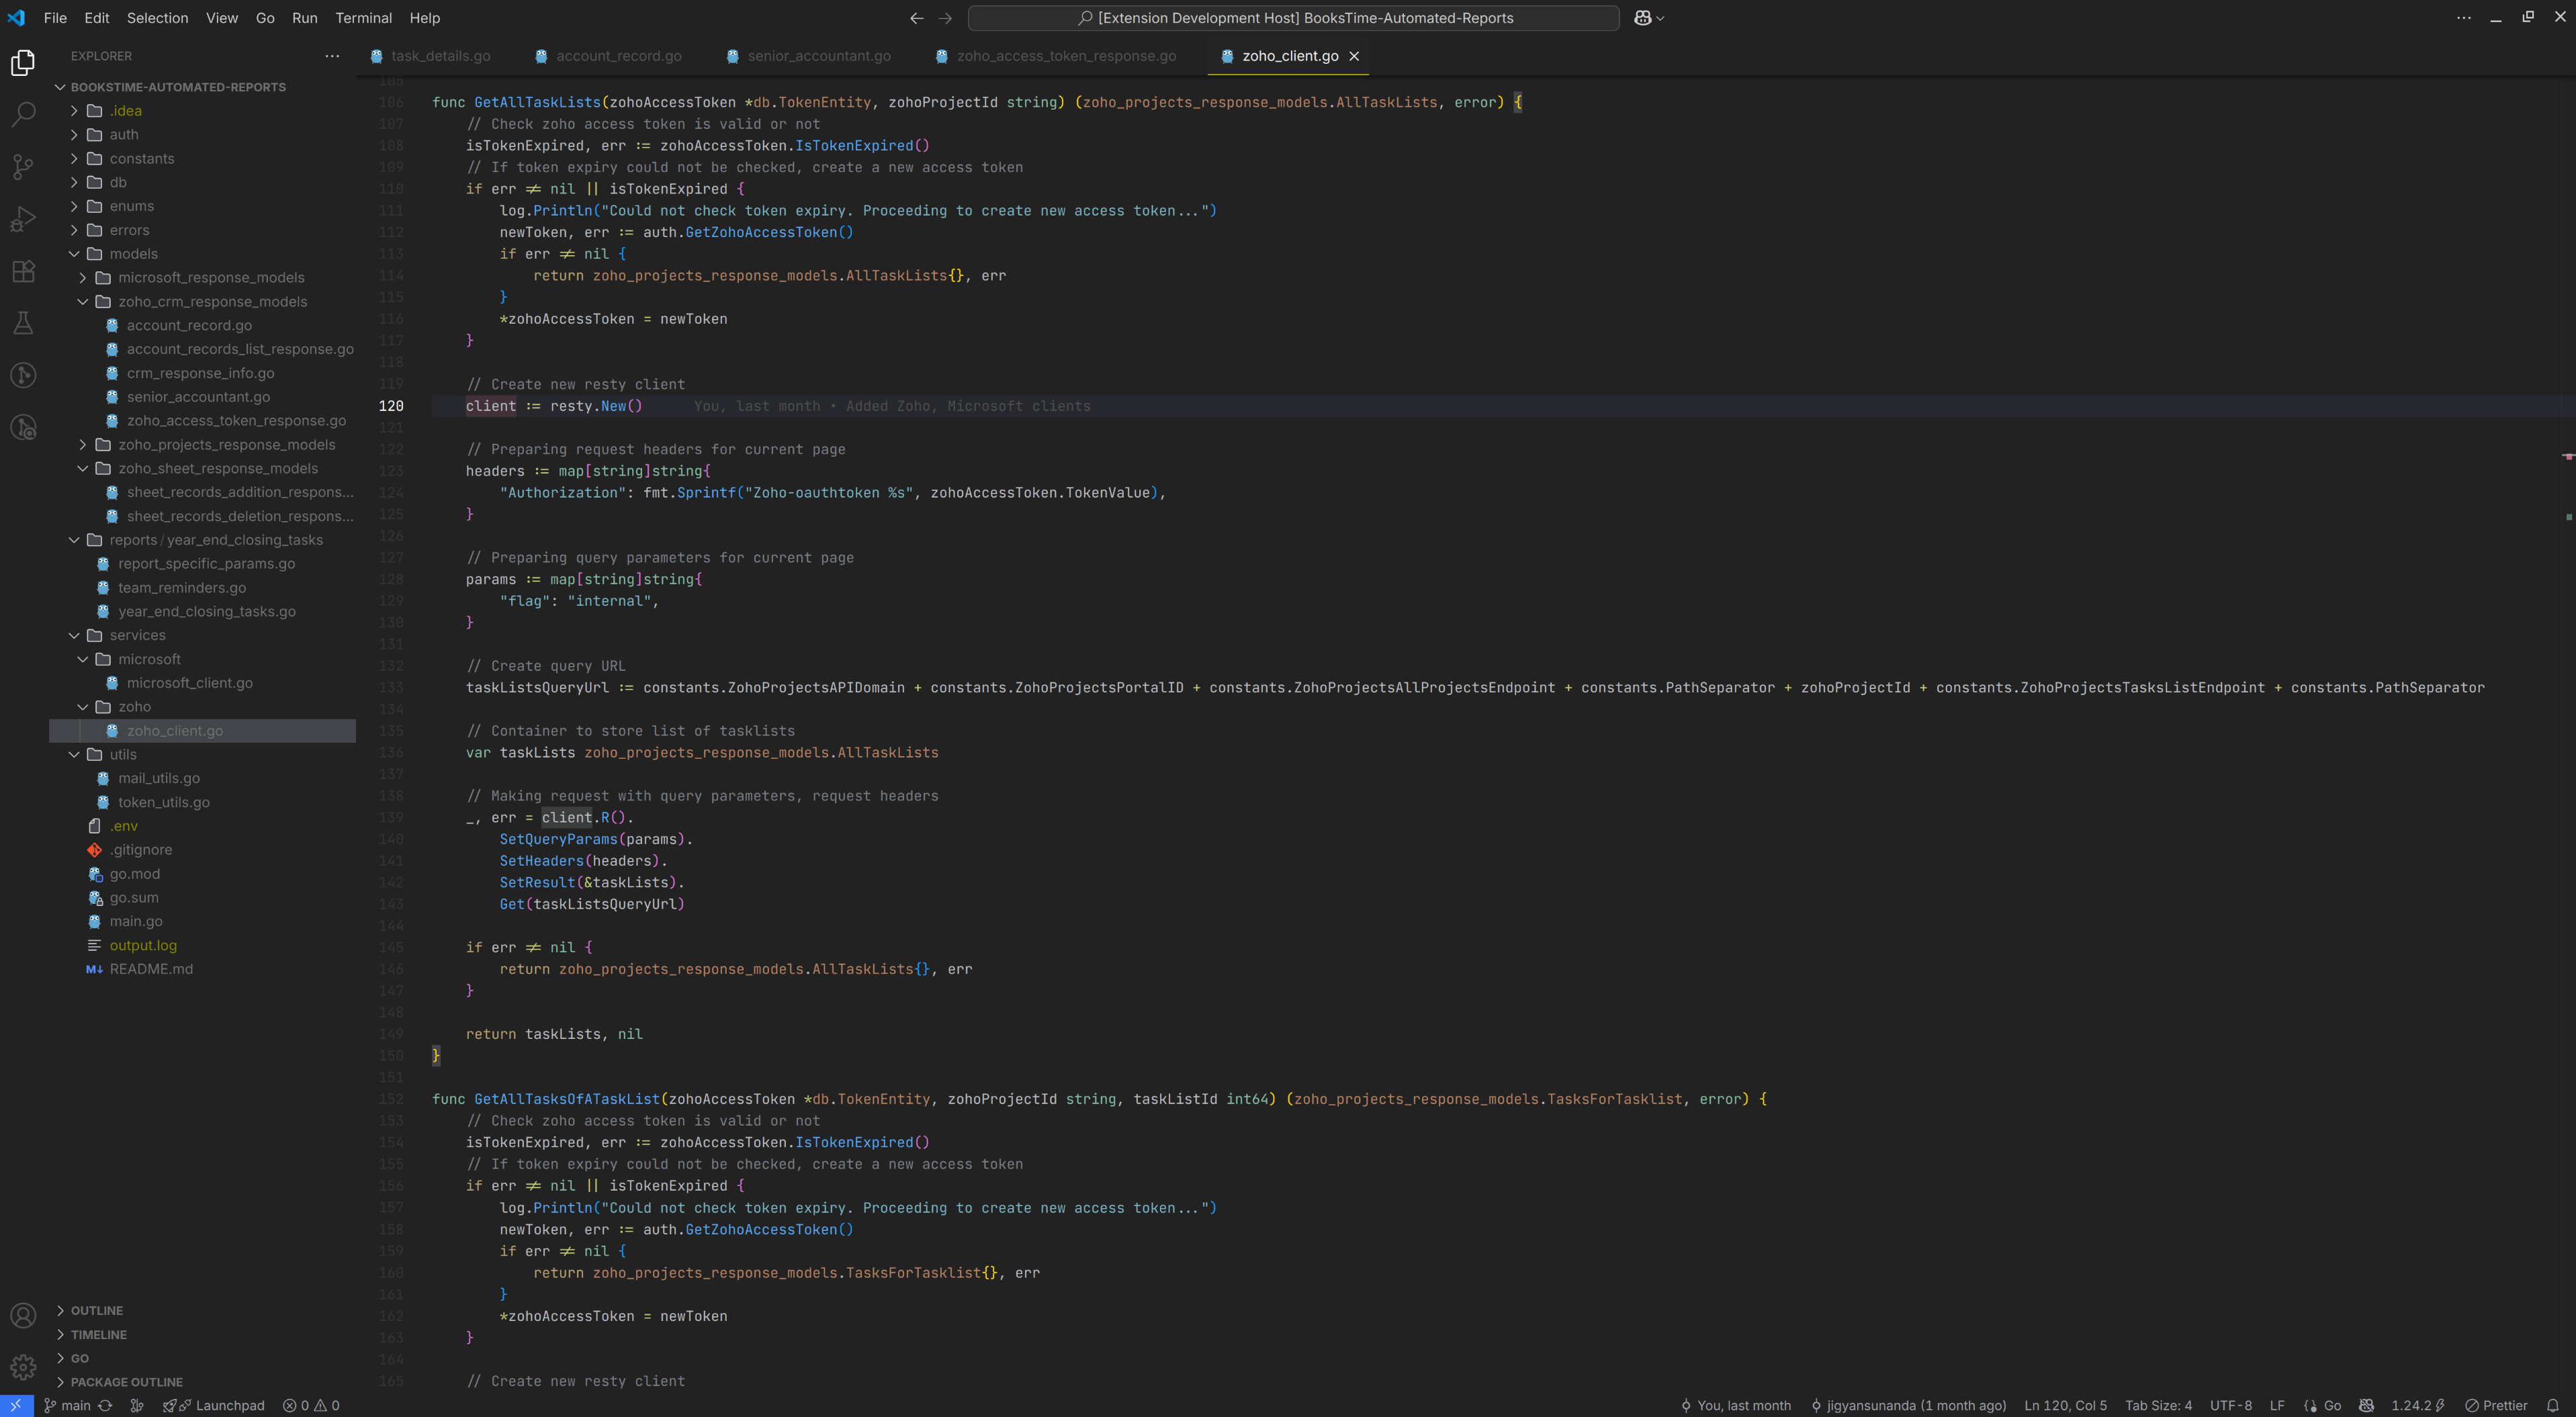 File Edit Selection View Go Run Terminal Help
[Extension Development Host] BooksTime-Automated-Reports
EXPLORER
BOOKSTIME-AUTOMATED-REPORTS
.idea
auth
constants
db
enums
errors
models
microsoft_response_models
zoho_crm_response_models
account_record.go
account_records_list_response.go
crm_response_info.go
senior_accountant.go
zoho_access_token_response.go
zoho_projects_response_models
zoho_sheet_response_models
sheet_records_addition_respons...
sheet_records_deletion_respons...
reports / year_end_closing_tasks
report_specific_params.go
team_reminders.go
year_end_closing_tasks.go
services
microsoft
microsoft_client.go
zoho
zoho_client.go
utils
mail_utils.go
token_utils.go
.env
.gitignore
go.mod
go.sum
main.go
output.log
README.md
OUTLINE
TIMELINE
GO
PACKAGE OUTLINE
task_details.go account_record.go senior_accountant.go zoho_access_token_response.go zoho_client.go
105
106 func GetAllTaskLists(zohoAccessToken *db.TokenEntity, zohoProjectId string) (zoho_projects_response_models.AllTaskLists, error) {
107 // Check zoho access token is valid or not
108 isTokenExpired, err := zohoAccessToken.IsTokenExpired()
109 // If token expiry could not be checked, create a new access token
110 if err != nil || isTokenExpired {
111 log.Println("Could not check token expiry. Proceeding to create new access token...")
112 newToken, err := auth.GetZohoAccessToken()
113 if err != nil {
114 return zoho_projects_response_models.AllTaskLists{}, err
115 }
116 *zohoAccessToken = newToken
117 }
118
119 // Create new resty client
120 client := resty.New() You, last month • Added Zoho, Microsoft clients
121
122 // Preparing request headers for current page
123 headers := map[string]string{
124 "Authorization": fmt.Sprintf("Zoho-oauthtoken %s", zohoAccessToken.TokenValue),
125 }
126
127 // Preparing query parameters for current page
128 params := map[string]string{
129 "flag": "internal",
130 }
131
132 // Create query URL
133 taskListsQueryUrl := constants.ZohoProjectsAPIDomain + constants.ZohoProjectsPortalID + constants.ZohoProjectsAllProjectsEndpoint + constants.PathSeparator + zohoProjectId + constants.ZohoProjectsTasksListEndpoint + constants.PathSeparator
134
135 // Container to store list of tasklists
136 var taskLists zoho_projects_response_models.AllTaskLists
137
138 // Making request with query parameters, request headers
139 _, err = client.R().
140 SetQueryParams(params).
141 SetHeaders(headers).
142 SetResult(&taskLists).
143 Get(taskListsQueryUrl)
144
145 if err != nil {
146 return zoho_projects_response_models.AllTaskLists{}, err
147 }
148
149 return taskLists, nil
150 }
151
152 func GetAllTasksOfATaskList(zohoAccessToken *db.TokenEntity, zohoProjectId string, taskListId int64) (zoho_projects_response_models.TasksForTasklist, error) {
153 // Check zoho access token is valid or not
154 isTokenExpired, err := zohoAccessToken.IsTokenExpired()
155 // If token expiry could not be checked, create a new access token
156 if err != nil || isTokenExpired {
157 log.Println("Could not check token expiry. Proceeding to create new access token...")
158 newToken, err := auth.GetZohoAccessToken()
159 if err != nil {
160 return zoho_projects_response_models.TasksForTasklist{}, err
161 }
162 *zohoAccessToken = newToken
163 }
164
165 // Create new resty client
main Launchpad 0 0 You, last month jigyansunanda (1 month ago) Ln 120, Col 5 Tab Size: 4 UTF-8 LF Go 1.24.2 Prettier